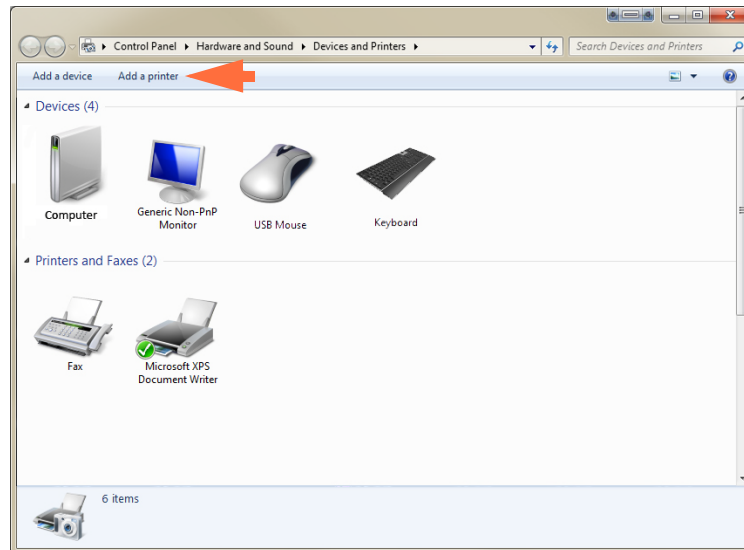 Control Panel Hardware and Sound Devices and Printers
Search Devices and Printers
Add a device Add a printer
Devices (4)
Computer
Generic Non-PnP
Monitor
USB Mouse
Keyboard
Printers and Faxes (2)
Fax
Microsoft XPS
Document Writer
6 items